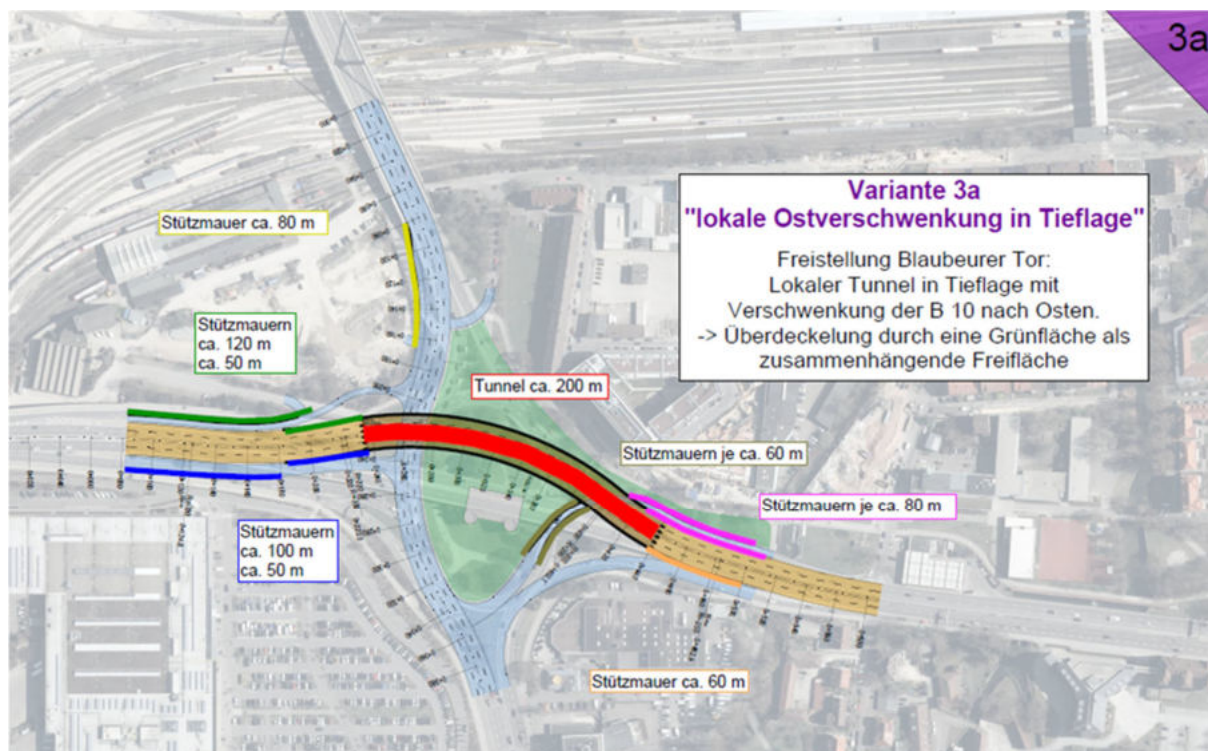 3a
Variante 3a
"lokale Ostverschwenkung in Tieflage"
Freistellung Blaubeurer Tor:
Lokaler Tunnel in Tieflage mit
Verschwenkung der B 10 nach Osten.
-> Überdeckelung durch eine Grünfläche als
zusammenhängende Freifläche
Stützmauer ca. 80 m
Stützmauern
ca. 120 m
ca. 50 m
Tunnel ca. 200 m
Stützmauern je ca. 60 m
Stützmauern je ca. 80 m
Stützmauern
ca. 100 m
ca. 50 m
Stützmauer ca. 60 m